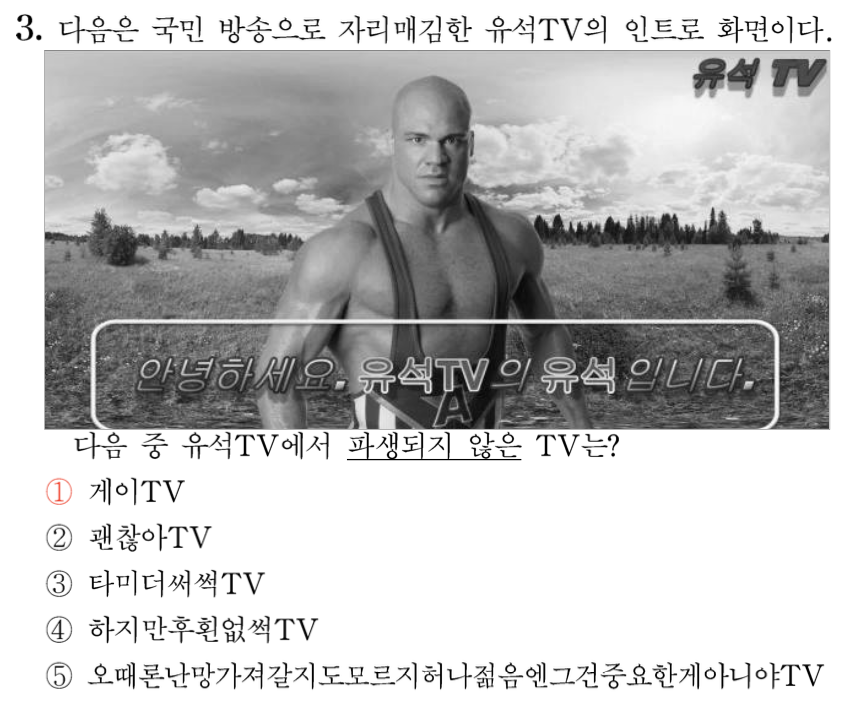 3. 다음은 국민 방송으로 자리매김한 유석TV의 인트로 화면이다.
유석 TV
안녕하세요. 유석TV의 유석입니다.
A
다음 중 유석TV에서 파생되지 않은 TV는?
① 게이TV
② 괜찮아TV
③ 타미더써썩TV
④ 하지만후횐없썩TV
⑤ 오때론난망가져갈지도모르지허나젊음엔그건중요한게아니야TV